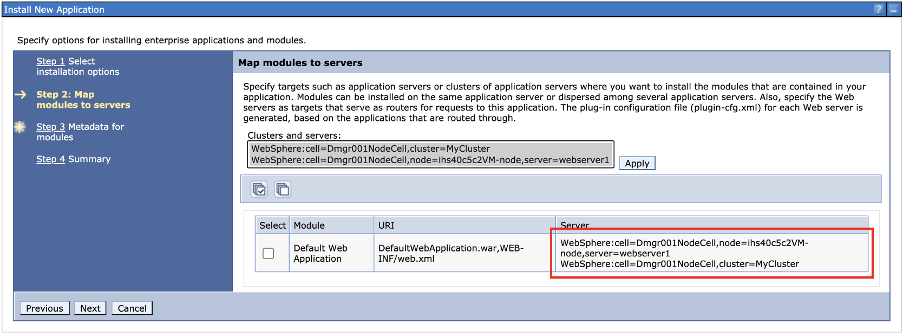 Install New Application
?
Specify options for installing enterprise applications and modules.
Step 1 Select
installation options
Step 2: Map
modules to servers
Step 3 Metadata for
modules
Step 4 Summary
Map modules to servers
Specify targets such as application servers or clusters of application servers where you want to install the modules that are contained in your
application. Modules can be installed on the same application server or dispersed among several application servers. Also, specify the Web
servers as targets that serve as routers for requests to this application. The plug-in configuration file (plugin-cfg.xml) for each Web server is
generated, based on the applications that are routed through.
Clusters and servers:
WebSphere:cell=Dmgr001NodeCell,cluster=MyCluster
WebSphere:cell=Dmgr001NodeCell,node=ihs40c5c2VM-node,server=webserver1
Apply
Select Module URI Server
Default Web
Application
DefaultWebApplication.war,WEB-
INF/web.xml
WebSphere:cell=Dmgr001NodeCell,node=ihs40c5c2VM-
node,server=webserver1
WebSphere:cell=Dmgr001NodeCell,cluster=MyCluster
Previous Next Cancel